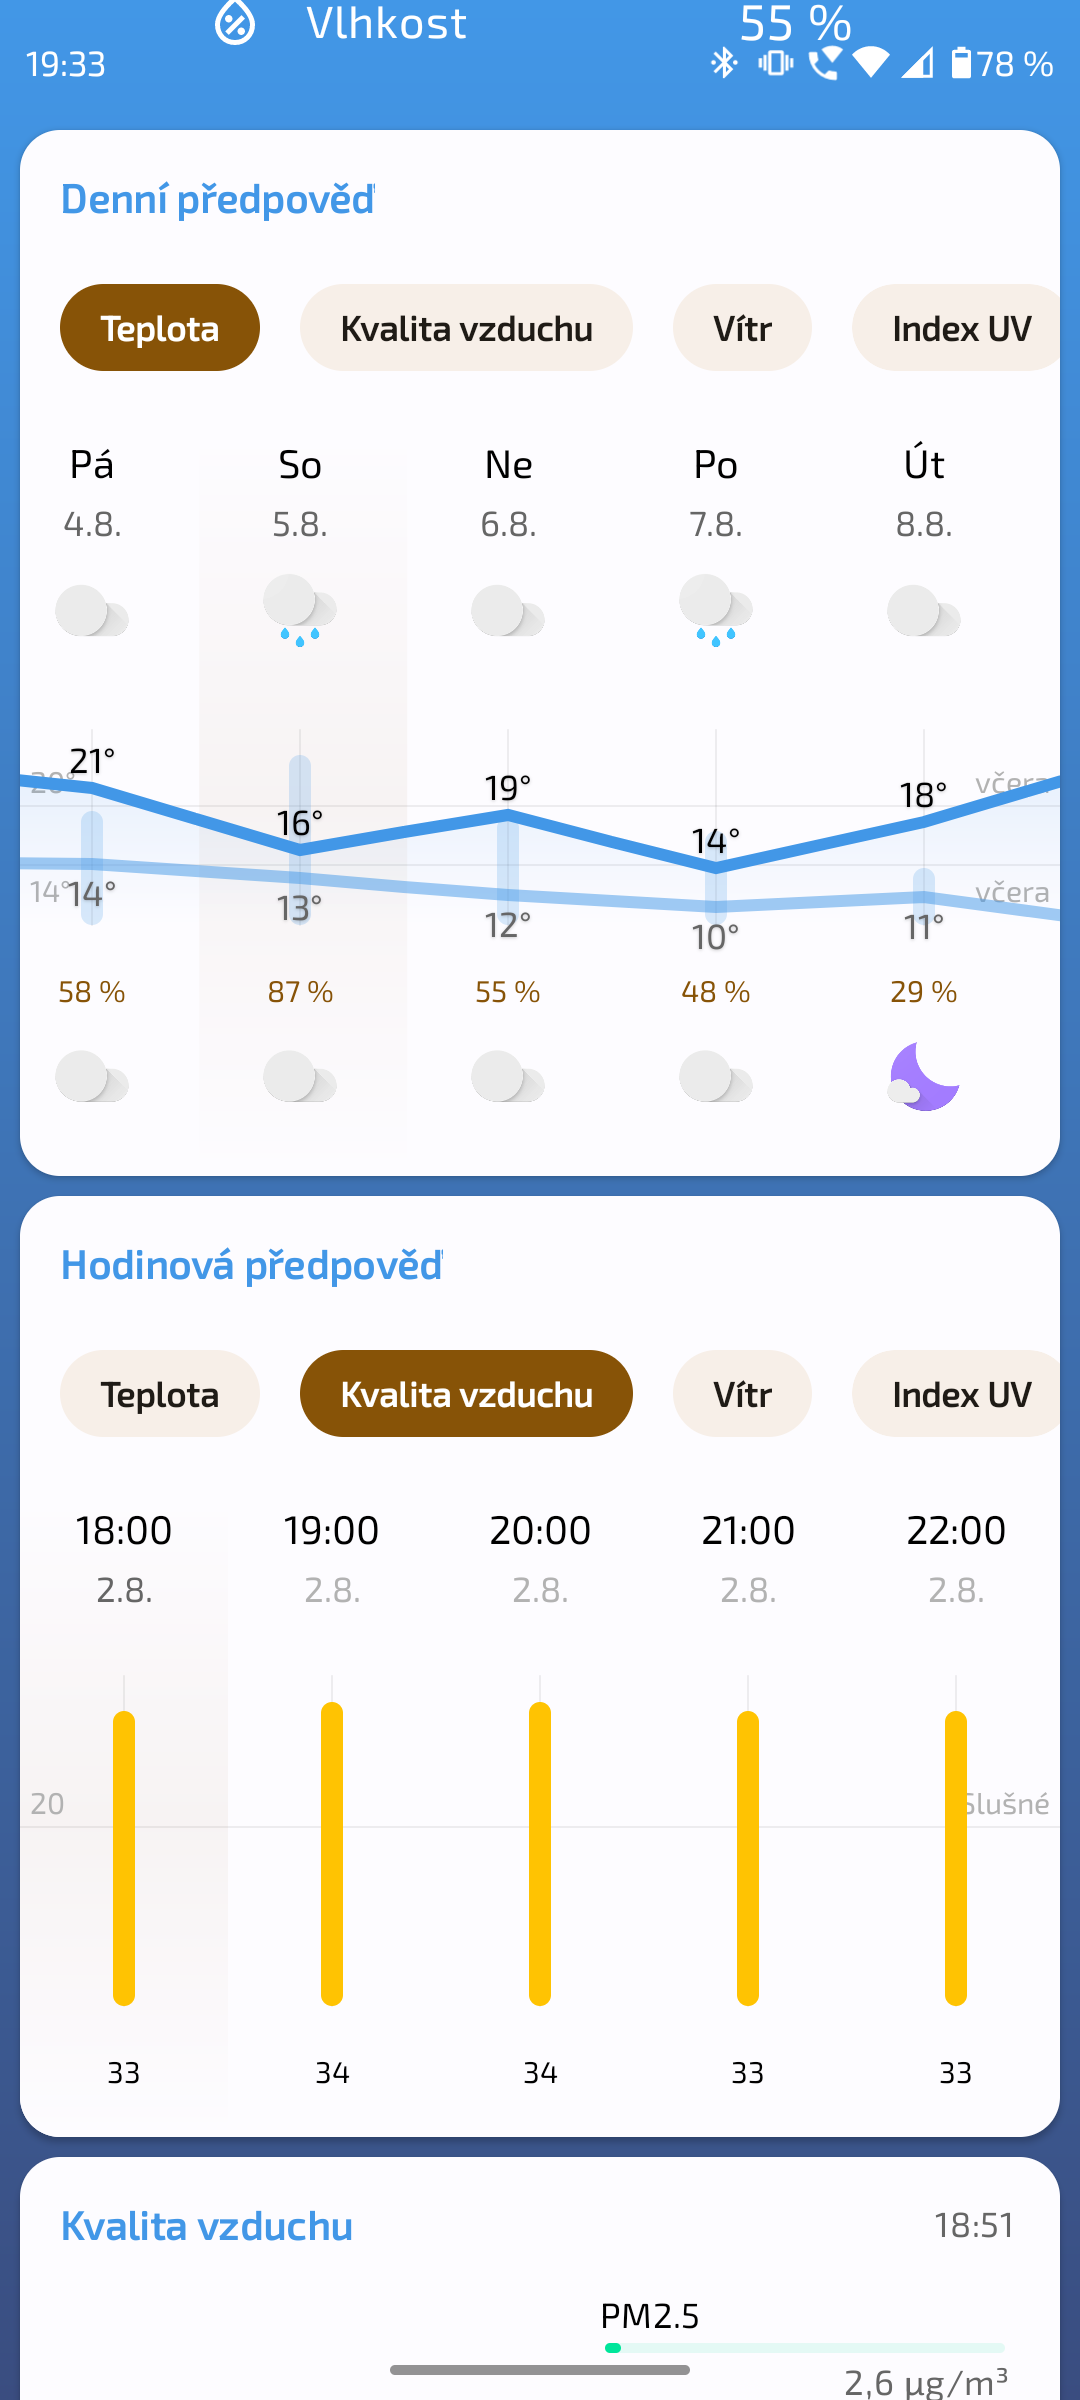 Vlhkost 55 %
19:33 78 %
Denní předpověď
Teplota Kvalita vzduchu Vítr Index UV
Pá So Ne Po Út
4.8. 5.8. 6.8. 7.8. 8.8.
20° 21° 16° 19° 14° 18° včera
14° 14° 13° 12° 10° 11° včera
58 % 87 % 55 % 48 % 29 %
Hodinová předpověď
Teplota Kvalita vzduchu Vítr Index UV
18:00 19:00 20:00 21:00 22:00
2.8. 2.8. 2.8. 2.8. 2.8.
20 Slušné
33 34 34 33 33
Kvalita vzduchu 18:51
PM2.5
2,6 µg/m³